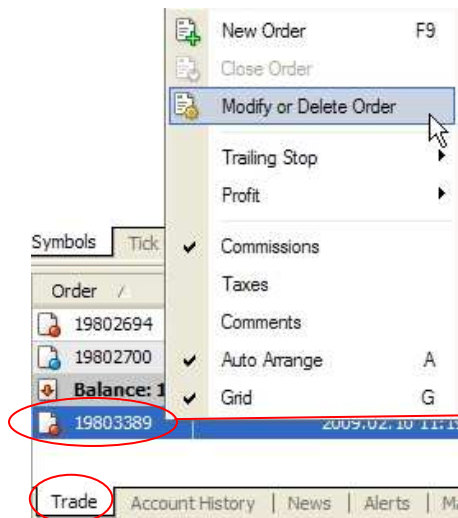 New Order F9
Close Order
Modify or Delete Order
Trailing Stop
Profit
Symbols Tick
Commissions
Order /
Taxes
19802694
Comments
19802700
Auto Arrange A
Balance: 1
Grid G
19803389 2009.02.10 11:19
Trade Account History | News | Alerts |